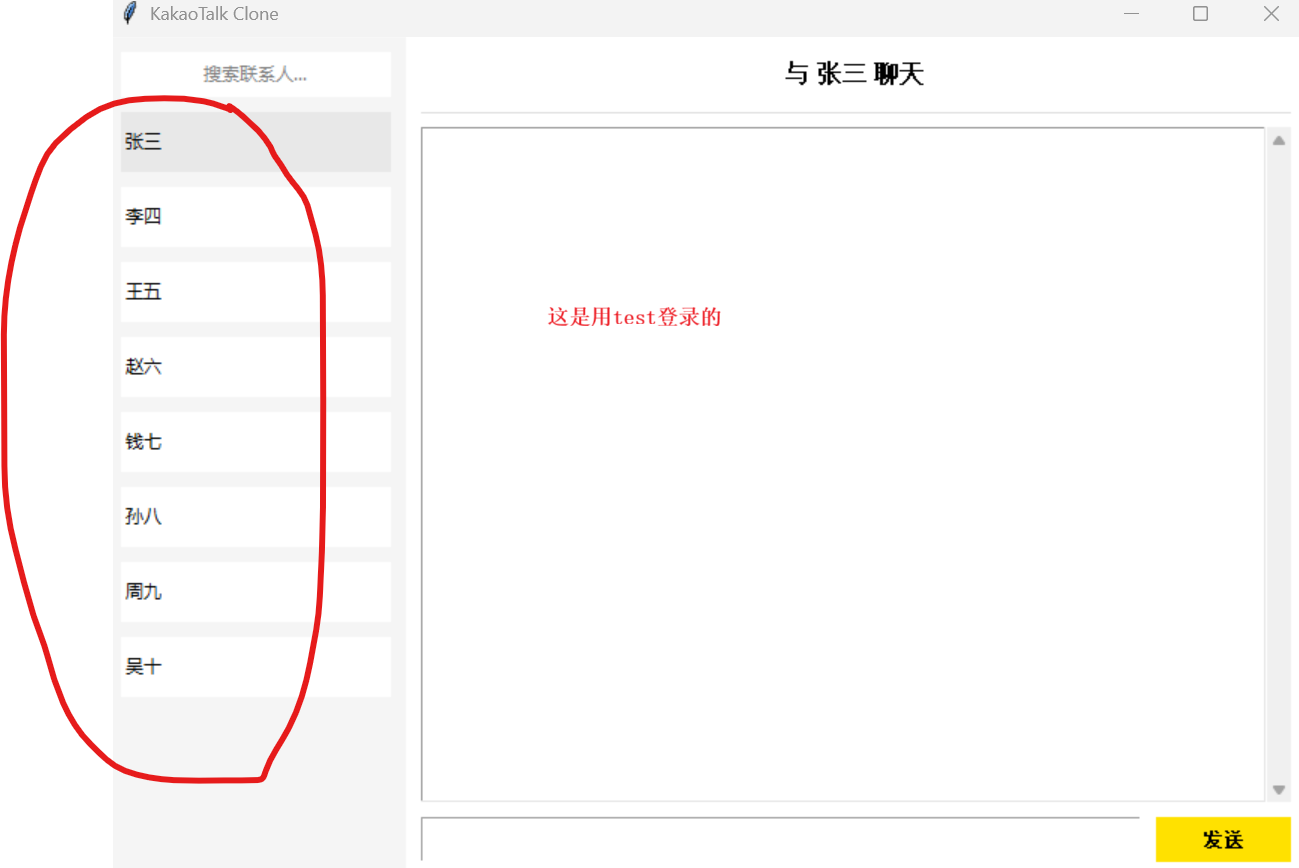 KakaoTalk Clone
搜索联系人...
张三
李四
王五
赵六
钱七
孙八
周九
吴十
与 张三 聊天
这是用test登录的
发送